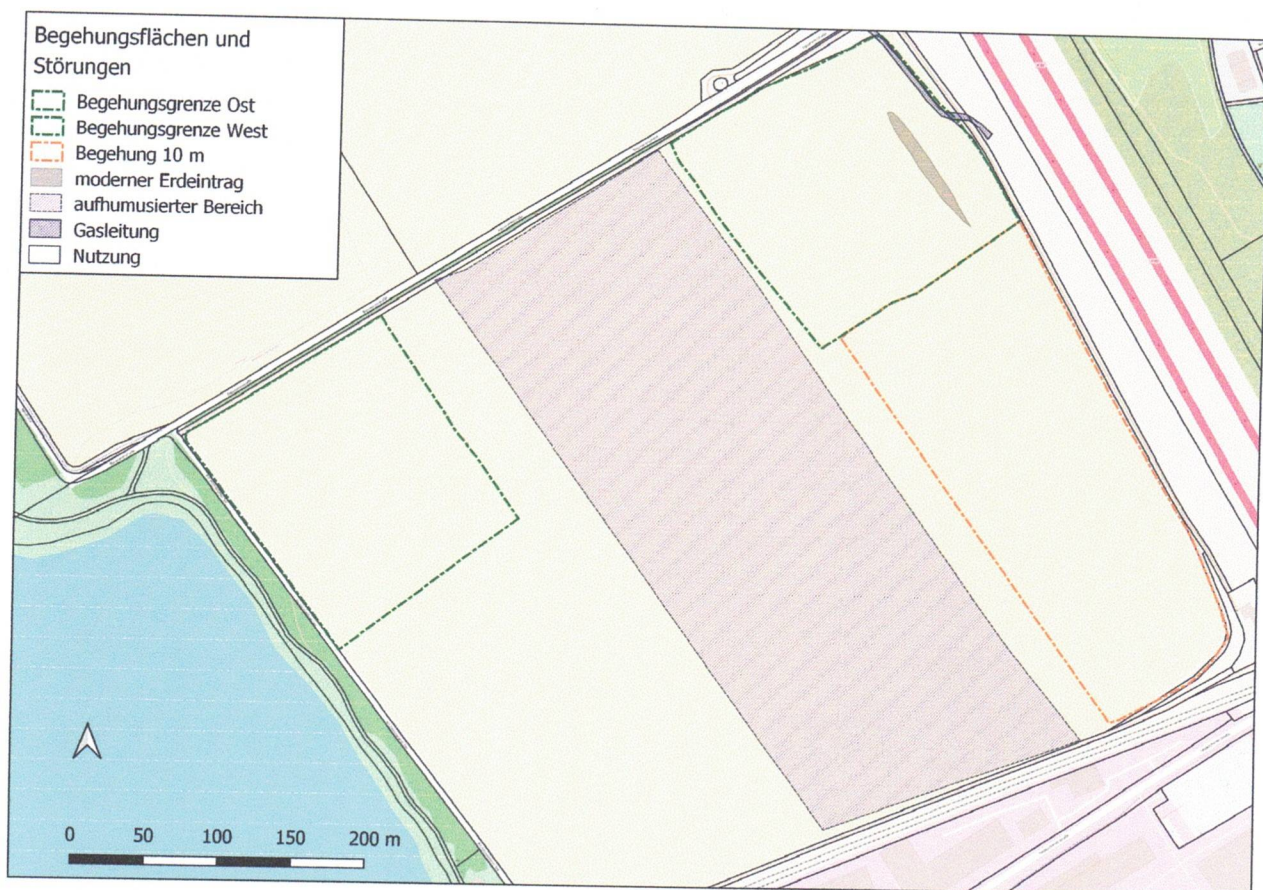 Begehungsflächen und
Störungen
Begehungsgrenze Ost
Begehungsgrenze West
Begehung 10 m
moderner Erdeintrag
aufhumusierter Bereich
Gasleitung
Nutzung
0 50 100 150 200 m